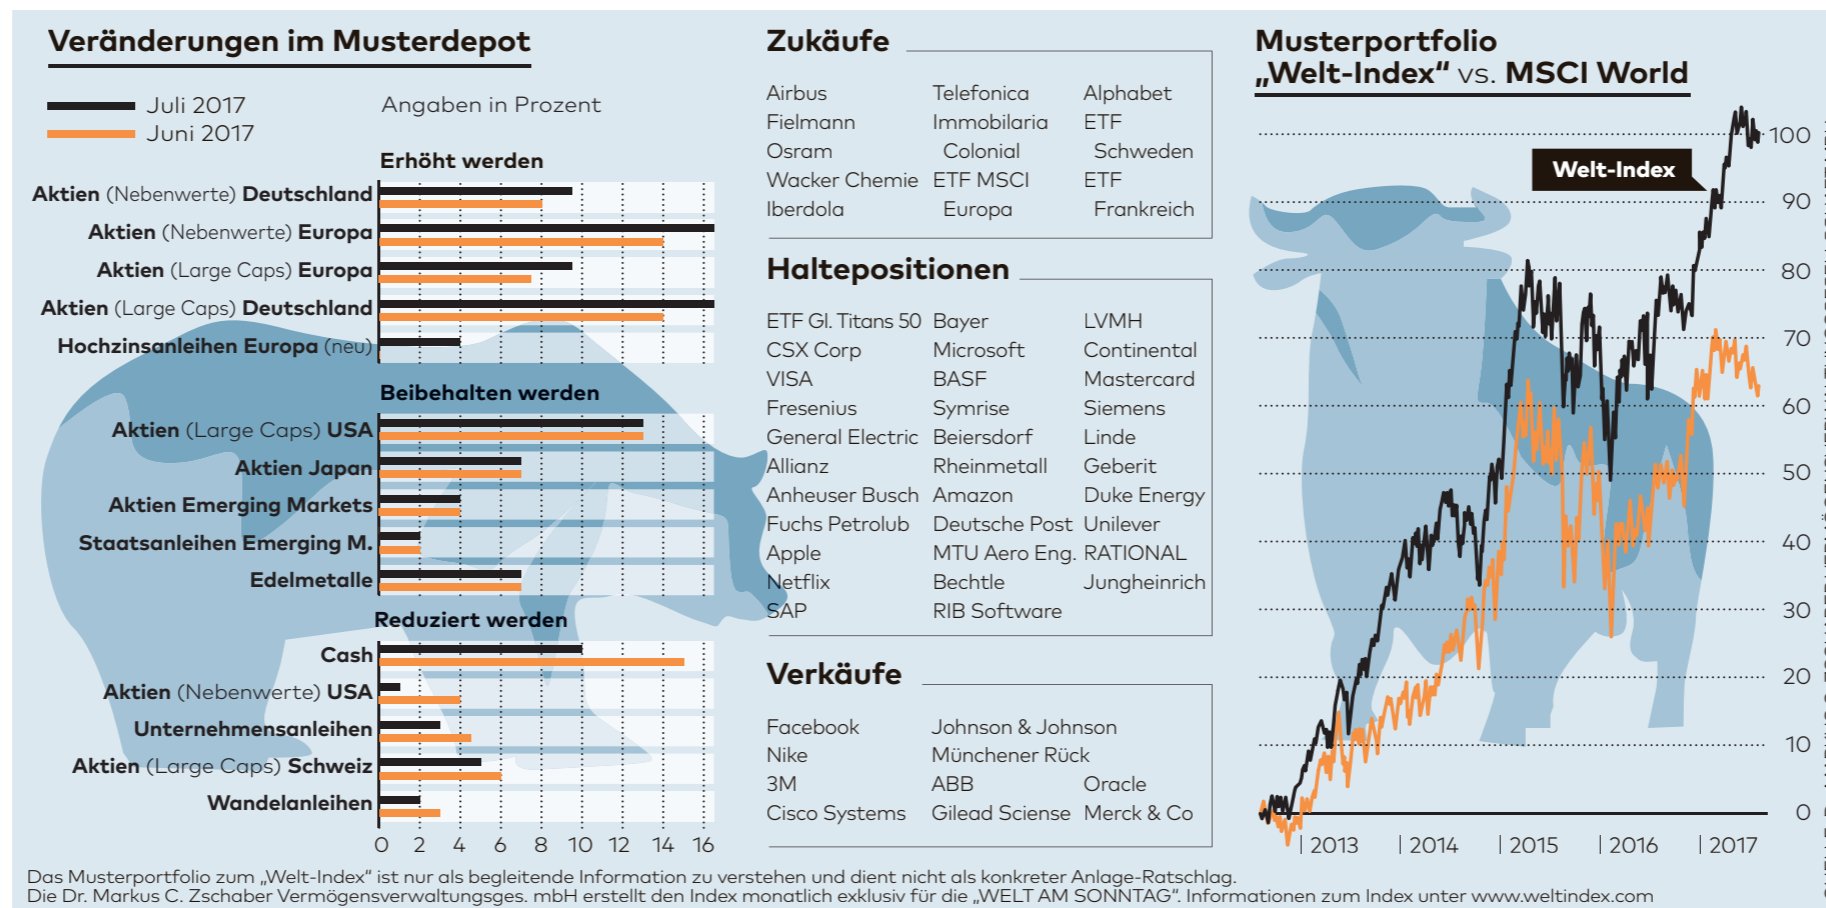 Veränderungen im Musterdepot
Juli 2017
Juni 2017
Angaben in Prozent
Erhöht werden
Aktien (Nebenwerte) Deutschland
Aktien (Nebenwerte) Europa
Aktien (Large Caps) Europa
Aktien (Large Caps) Deutschland
Hochzinsanleihen Europa (neu)
Beibehalten werden
Aktien (Large Caps) USA
Aktien Japan
Aktien Emerging Markets
Staatsanleihen Emerging M.
Edelmetalle
Reduziert werden
Cash
Aktien (Nebenwerte) USA
Unternehmensanleihen
Aktien (Large Caps) Schweiz
Wandelanleihen
0 2 4 6 8 10 12 14 16
Zukäufe
Airbus Telefonica Alphabet
Fielmann Immobilaria ETF
Osram Colonial Schweden
Wacker Chemie ETF MSCI ETF
Iberdola Europa Frankreich
Haltepositionen
ETF Gl. Titans 50 Bayer LVMH
CSX Corp Microsoft Continental
VISA BASF Mastercard
Fresenius Symrise Siemens
General Electric Beiersdorf Linde
Allianz Rheinmetall Geberit
Anheuser Busch Amazon Duke Energy
Fuchs Petrolub Deutsche Post Unilever
Apple MTU Aero Eng. RATIONAL
Netflix Bechtle Jungheinrich
SAP RIB Software
Verkäufe
Facebook Johnson & Johnson
Nike Münchener Rück
3M ABB Oracle
Cisco Systems Gilead Sciense Merck & Co
Musterportfolio
„Welt-Index“ vs. MSCI World
Welt-Index
100
90
80
70
60
50
40
30
20
10
0
2013 2014 2015 2016 2017
Das Musterportfolio zum „Welt-Index“ ist nur als begleitende Information zu verstehen und dient nicht als konkreter Anlage-Ratschlag.
Die Dr. Markus C. Zschaber Vermögensverwaltungsges. mbH erstellt den Index monatlich exklusiv für die „WELT AM SONNTAG“. Informationen zum Index unter www.weltindex.com